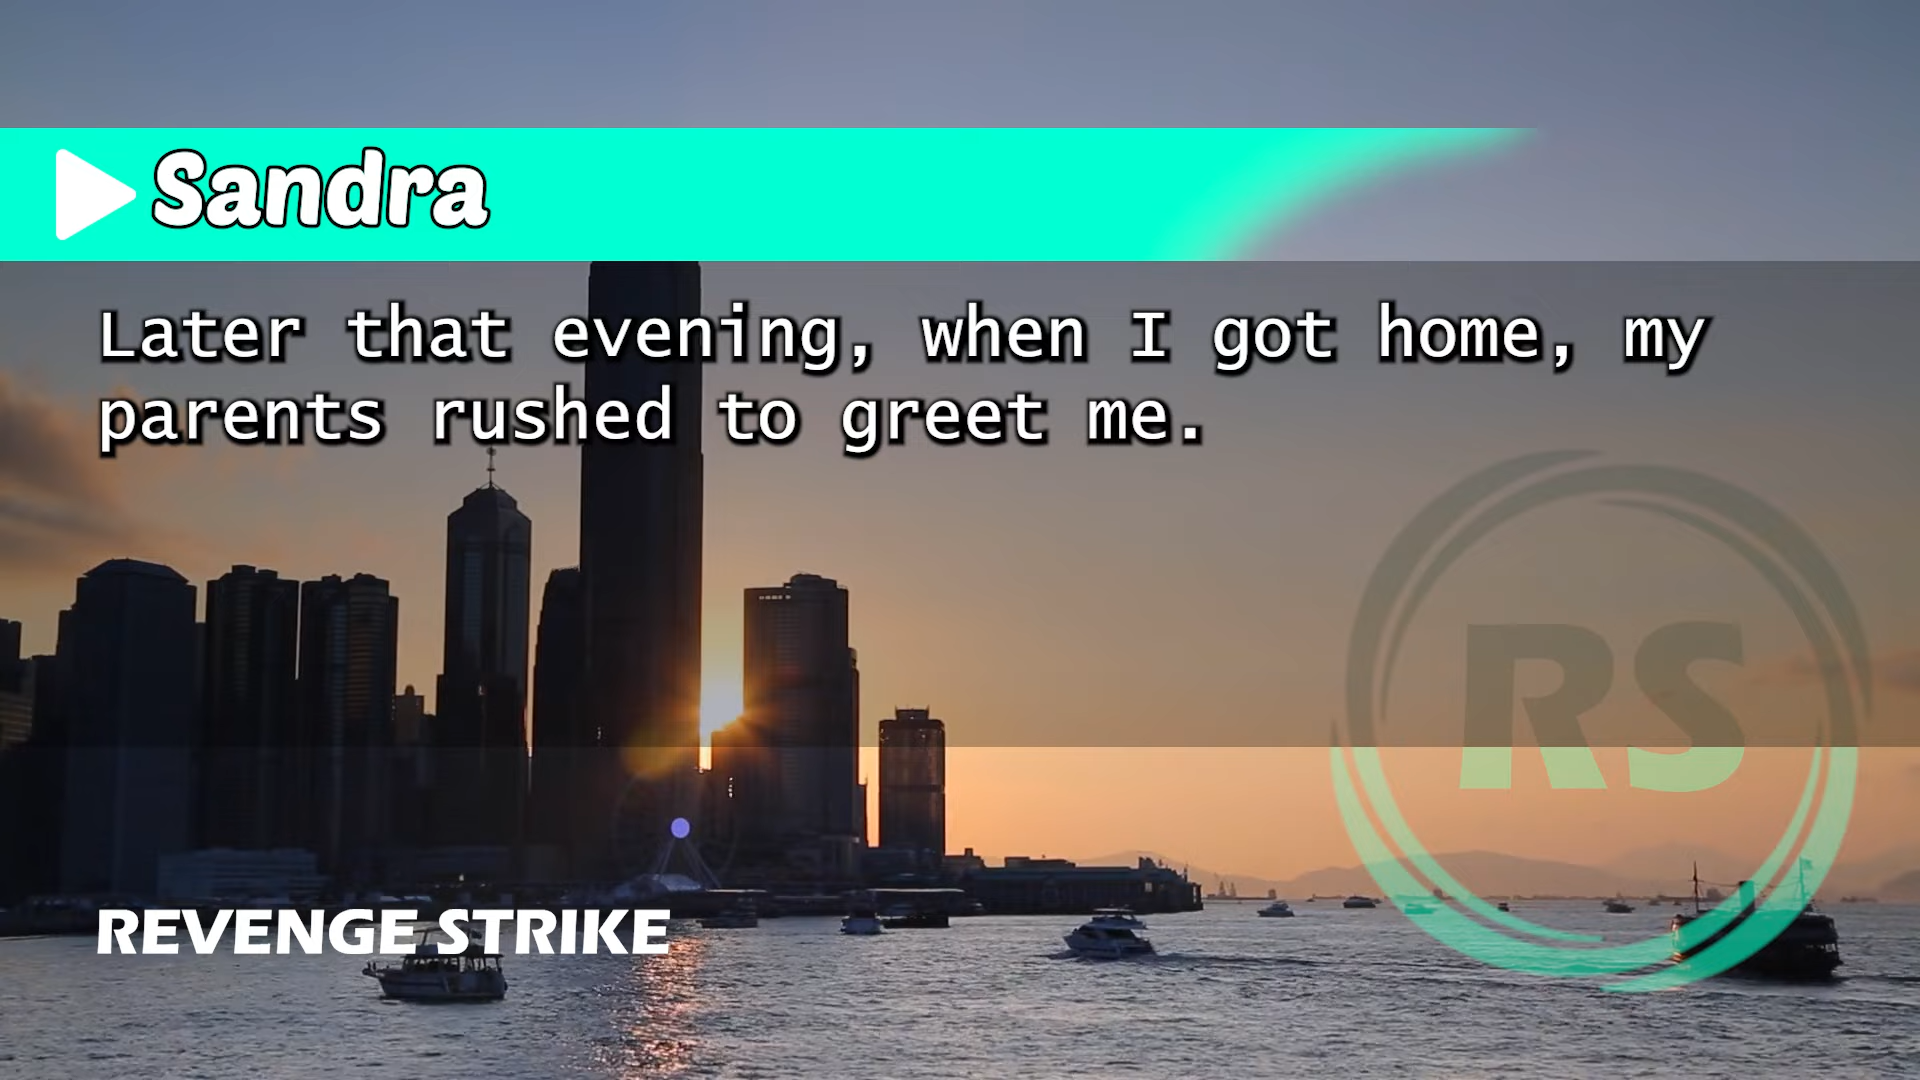 Sandra
Later that evening, when I got home, my
parents rushed to greet me.
RS
REVENGE STRIKE